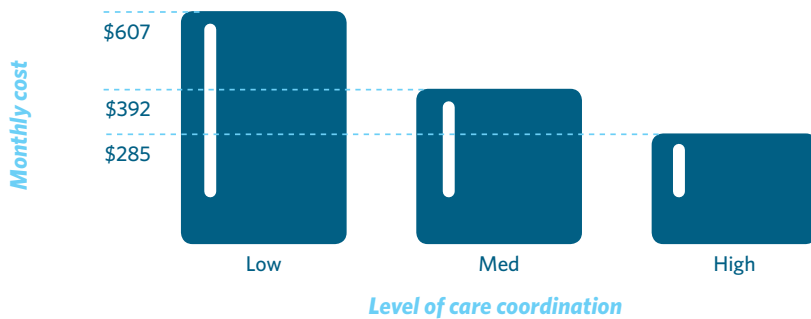 $607
$392
$285
Monthly cost
Low
Med
High
Level of care coordination